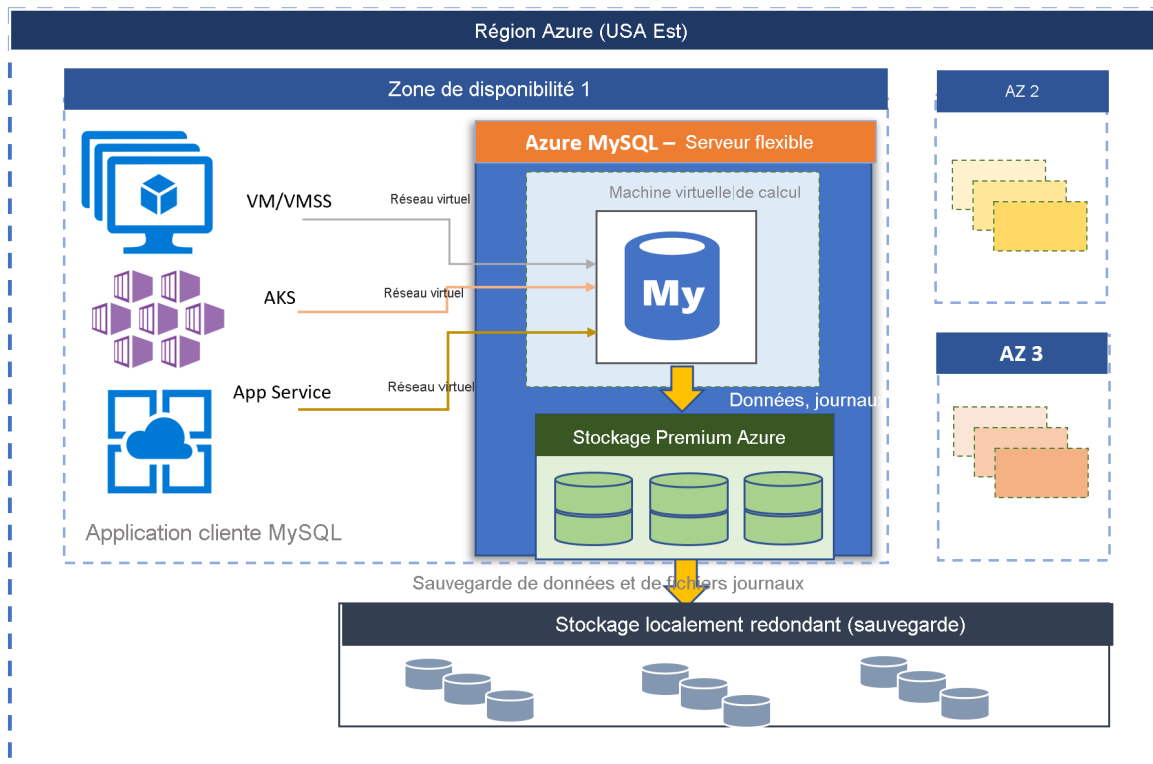 Région Azure (USA Est)
Zone de disponibilité 1
AZ 2
Azure MySQL – Serveur flexible
Machine virtuelle de calcul
VM/VMSS
Réseau virtuel
My
AKS
Réseau virtuel
AZ 3
App Service
Réseau virtuel
Données, journau
Stockage Premium Azure
Application cliente MySQL
Sauvegarde de données et de fichiers journaux
Stockage localement redondant (sauvegarde)